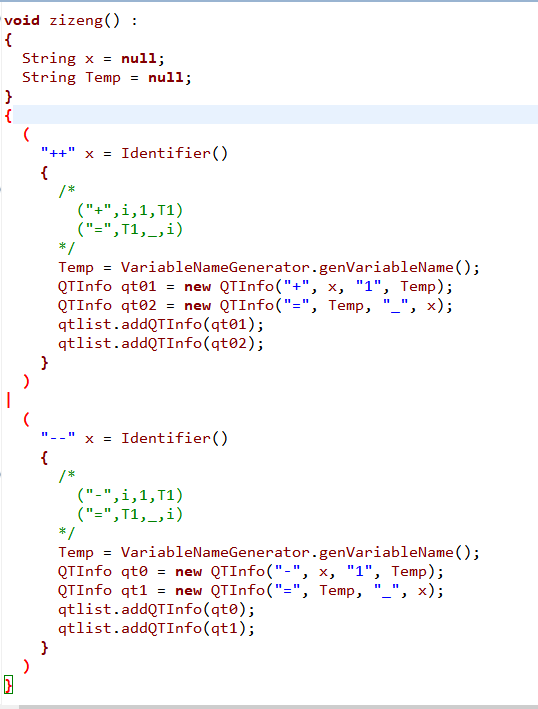 void zizeng() :
{
  String x = null;
  String Temp = null;
}
{
  (
    "++" x = Identifier()
    {
      /*
        ("+",i,1,T1)
        ("=",T1,_,i)
      */
      Temp = VariableNameGenerator.genVariableName();
      QTInfo qt01 = new QTInfo("+", x, "1", Temp);
      QTInfo qt02 = new QTInfo("=", Temp, "_", x);
      qtlist.addQTInfo(qt01);
      qtlist.addQTInfo(qt02);
    }
  )
|
  (
    "--" x = Identifier()
    {
      /*
        ("-",i,1,T1)
        ("=",T1,_,i)
      */
      Temp = VariableNameGenerator.genVariableName();
      QTInfo qt0 = new QTInfo("-", x, "1", Temp);
      QTInfo qt1 = new QTInfo("=", Temp, "_", x);
      qtlist.addQTInfo(qt0);
      qtlist.addQTInfo(qt1);
    }
  )
}